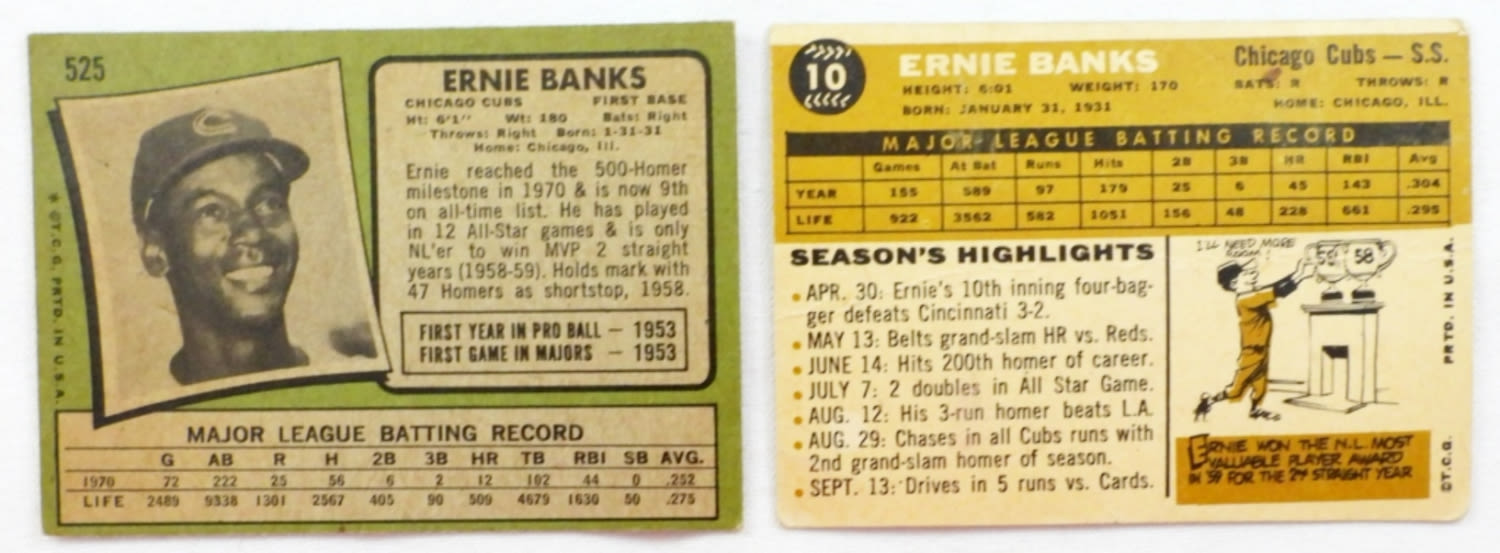 525
ERNIE BANKS
CHICAGO CUBS FIRST BASE
Ht: 6'1" Wt: 180 Bats: Right
Throws: Right Born: 1-31-31
Home: Chicago, Ill.
Ernie reached the 500-Homer
milestone in 1970 & is now 9th
on all-time list. He has played
in 12 All-Star games & is only
NL'er to win MVP 2 straight
years (1958-59). Holds mark with
47 Homers as shortstop, 1958.
FIRST YEAR IN PRO BALL — 1953
FIRST GAME IN MAJORS — 1953
* ©T.C.G. PRTD. IN U.S.A.
MAJOR LEAGUE BATTING RECORD
G AB R H 2B 3B HR TB RBI SB AVG.
1970 72 222 25 56 6 2 12 102 44 0 .252
LIFE 2489 9338 1301 2567 405 90 509 4679 1630 50 .275
10
ERNIE BANKS
Chicago Cubs — S.S.
HEIGHT: 6:01 WEIGHT: 170 BATS: R THROWS: R
BORN: JANUARY 31, 1931 HOME: CHICAGO, ILL.
MAJOR LEAGUE BATTING RECORD
Games At Bat Runs Hits 2B 3B HR RBI Avg
YEAR 155 589 97 179 25 6 45 143 .304
LIFE 922 3562 582 1051 156 48 228 661 .295
SEASON'S HIGHLIGHTS
• APR. 30: Ernie's 10th inning four-bag-
ger defeats Cincinnati 3-2.
• MAY 13: Belts grand-slam HR vs. Reds.
• JUNE 14: Hits 200th homer of career.
• JULY 7: 2 doubles in All Star Game.
• AUG. 12: His 3-run homer beats L.A.
• AUG. 29: Chases in all Cubs runs with
2nd grand-slam homer of season.
• SEPT. 13: Drives in 5 runs vs. Cards.
I'LL NEED MORE
ROOM
59 58
ERNIE WON THE N.L. MOST
VALUABLE PLAYER AWARD
IN '59 FOR THE 2ND STRAIGHT YEAR
©T.C.G. PRTD. IN U.S.A.